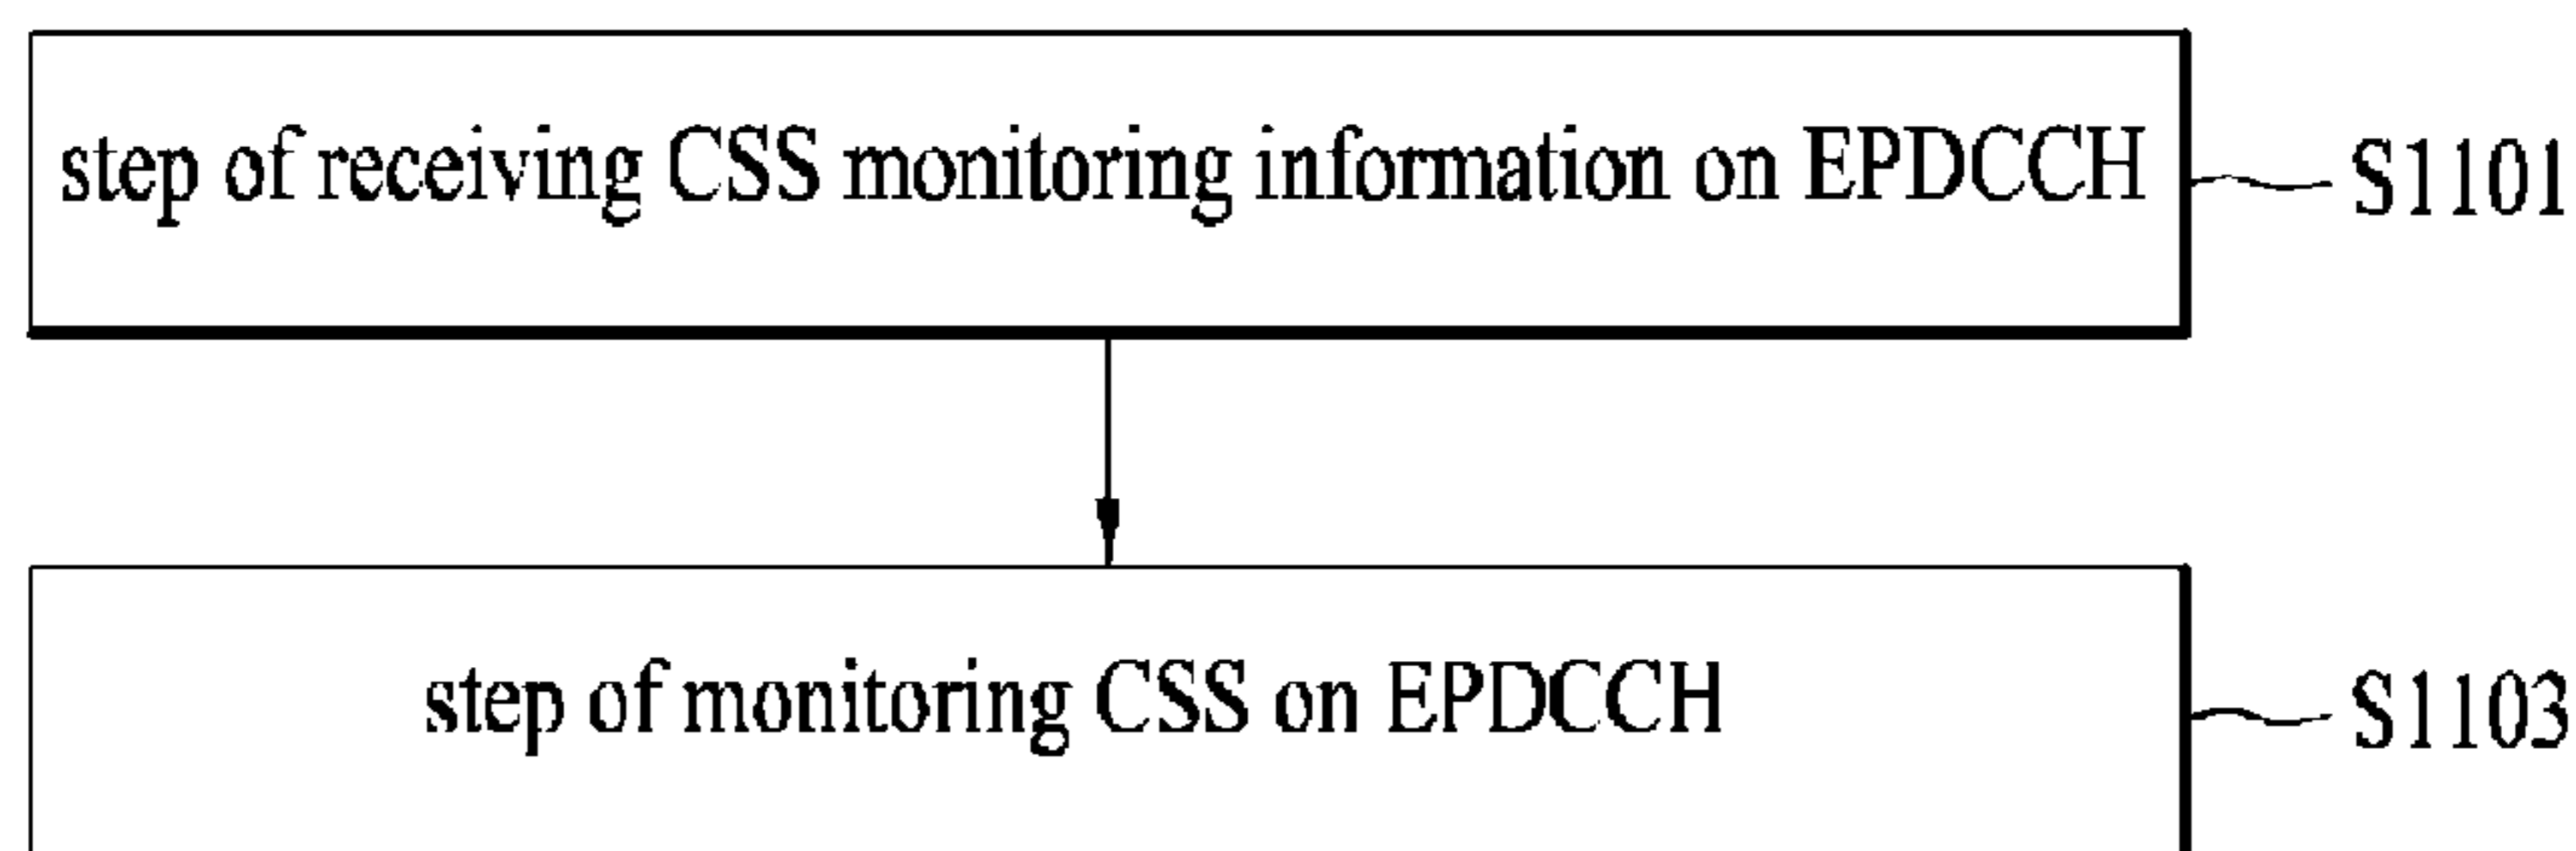 step of receiving CSS monitoring information on EPDCCH
S1101
step of monitoring CSS on EPDCCH
S1103